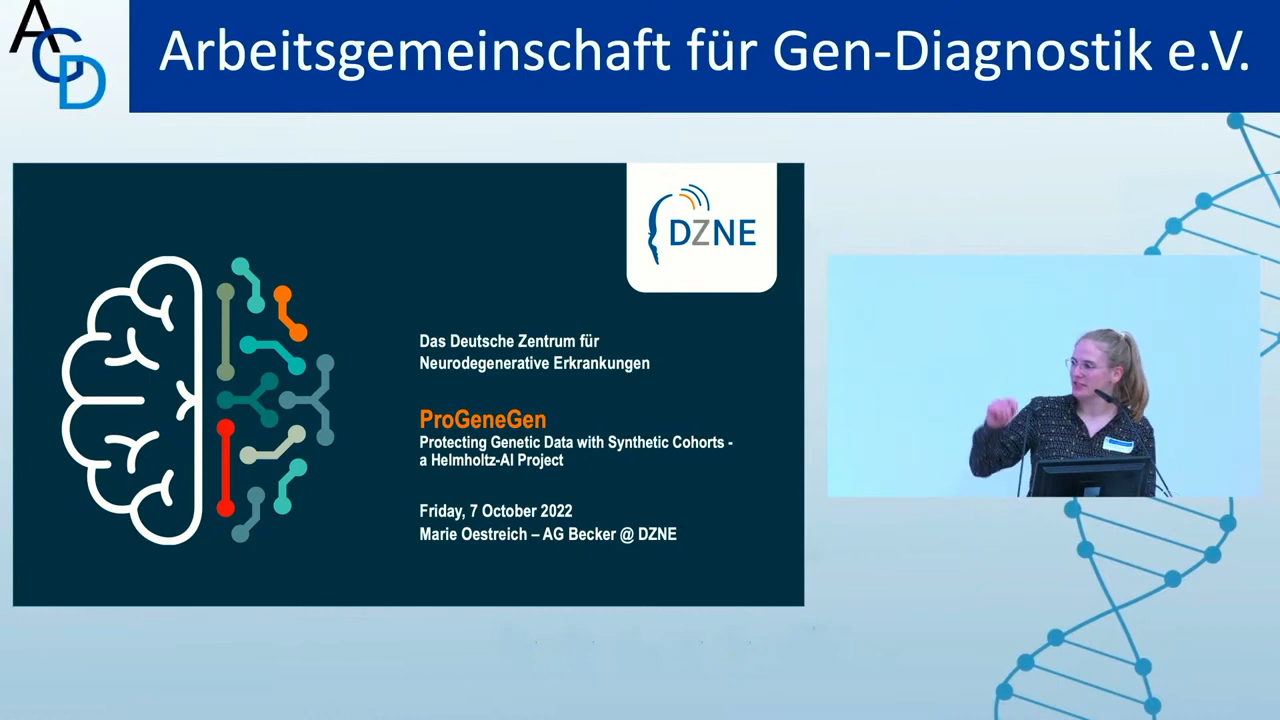 AGD
Arbeitsgemeinschaft für Gen-Diagnostik e.V.
DZNE
Das Deutsche Zentrum für
Neurodegenerative Erkrankungen
ProGeneGen
Protecting Genetic Data with Synthetic Cohorts -
a Helmholtz-AI Project
Friday, 7 October 2022
Marie Oestreich – AG Becker @ DZNE